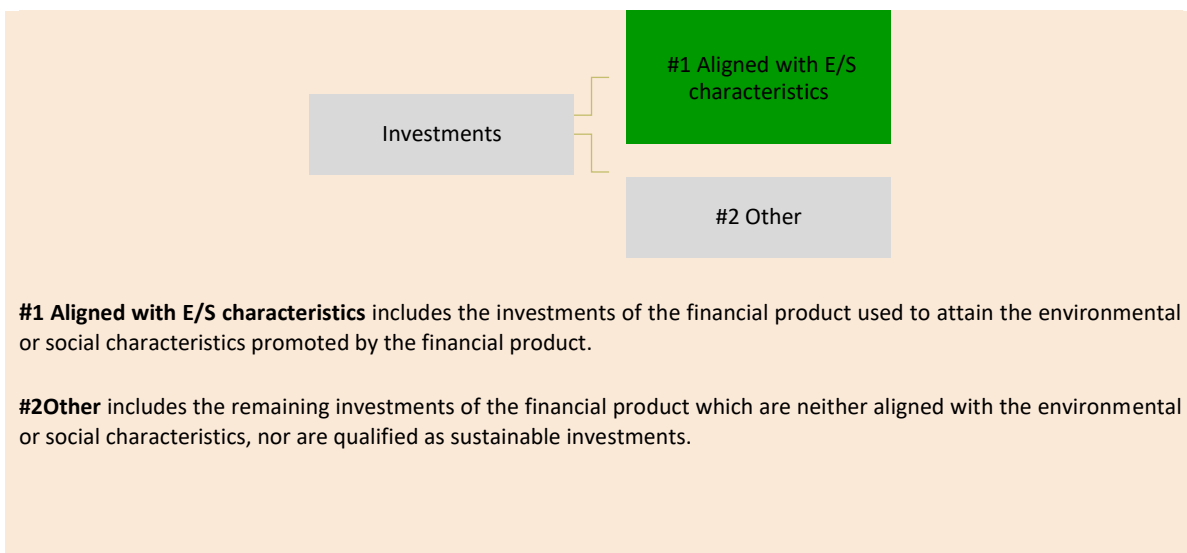 #1 Aligned with E/S
characteristics
Investments
#2 Other
#1 Aligned with E/S characteristics includes the investments of the financial product used to attain the environmental
or social characteristics promoted by the financial product.
#2Other includes the remaining investments of the financial product which are neither aligned with the environmental
or social characteristics, nor are qualified as sustainable investments.